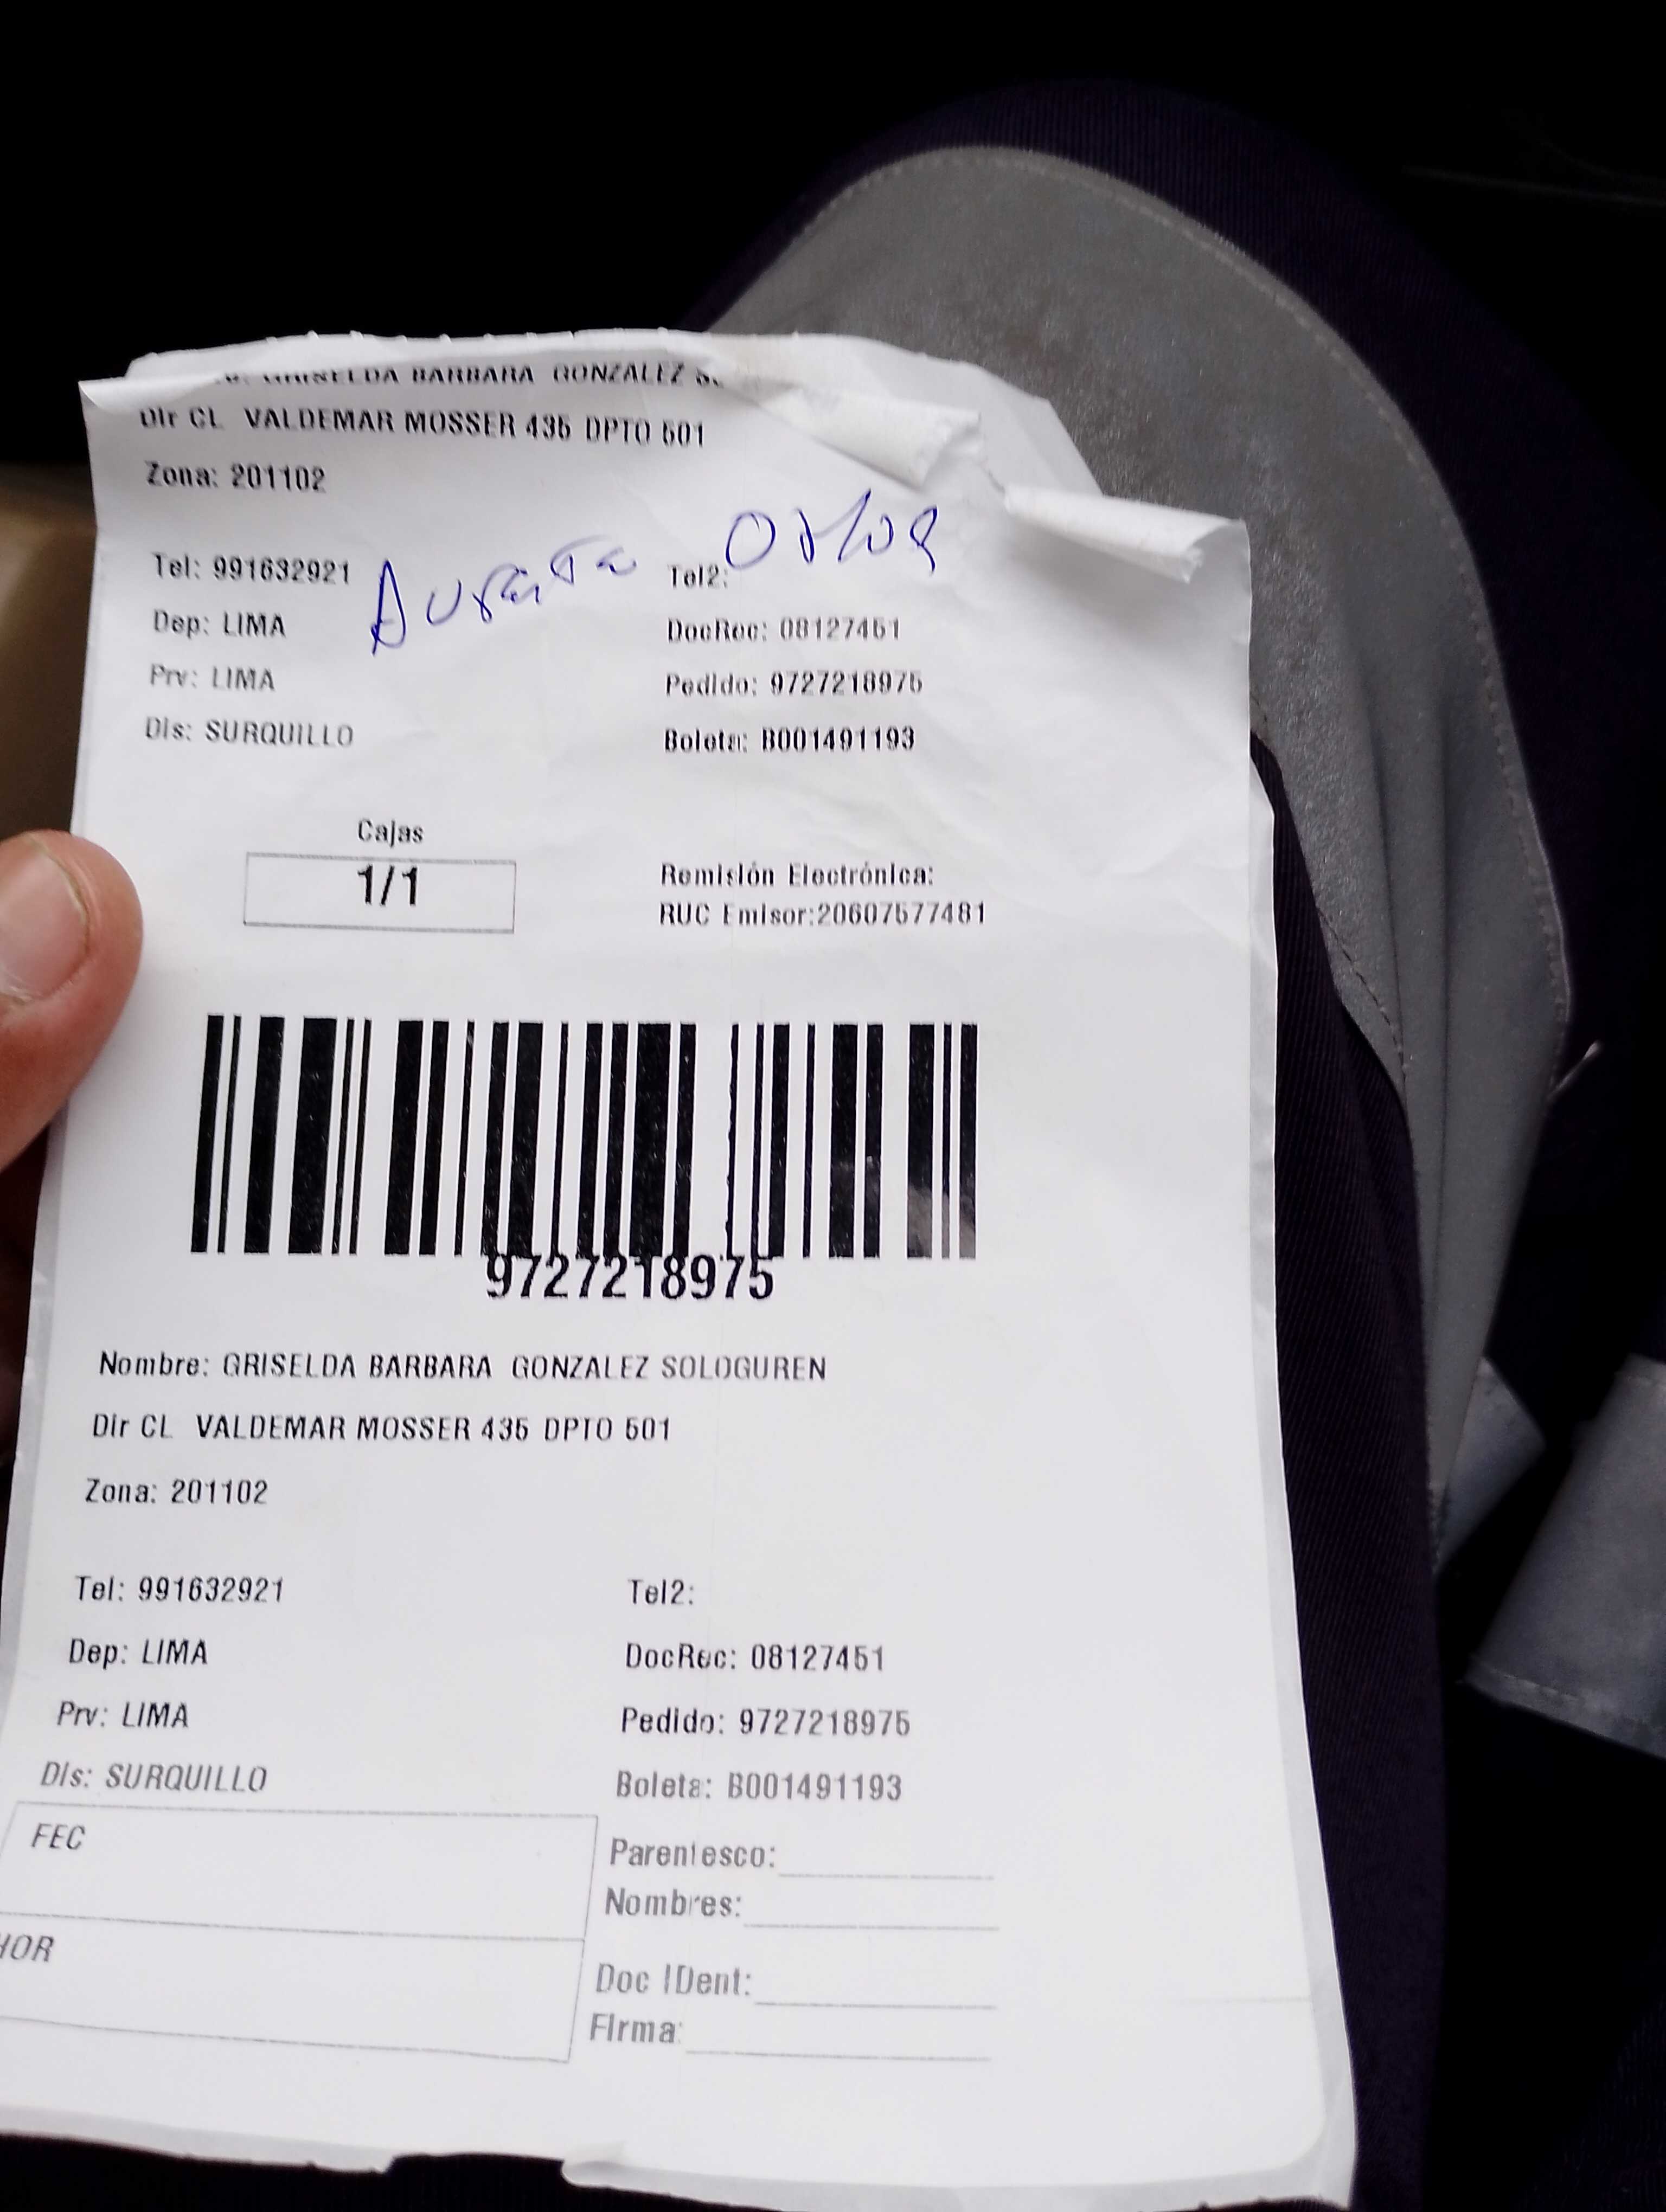 GRISELDA BARBARA GONZALEZ
Dir CL VALDEMAR MOSSER 435 DPTO 501
Zona: 201102
Tel: 991632921
Tel2:
Dep: LIMA
DocRec: 08127451
Prv: LIMA
Pedido: 9727218975
Dis: SURQUILLO
Boleta: B001491193
Cajas
1/1
Remisión Electrónica:
RUC Emisor:20607577481
9727218975
Nombre: GRISELDA BARBARA GONZALEZ SOLOGUREN
Dir CL VALDEMAR MOSSER 435 DPTO 501
Zona: 201102
Tel: 991632921
Tel2:
Dep: LIMA
DocRec: 08127451
Prv: LIMA
Pedido: 9727218975
Dis: SURQUILLO
Boleta: B001491193
FEC
Parentesco:
Nombres:
HOR
Doc IDent:
Firma: